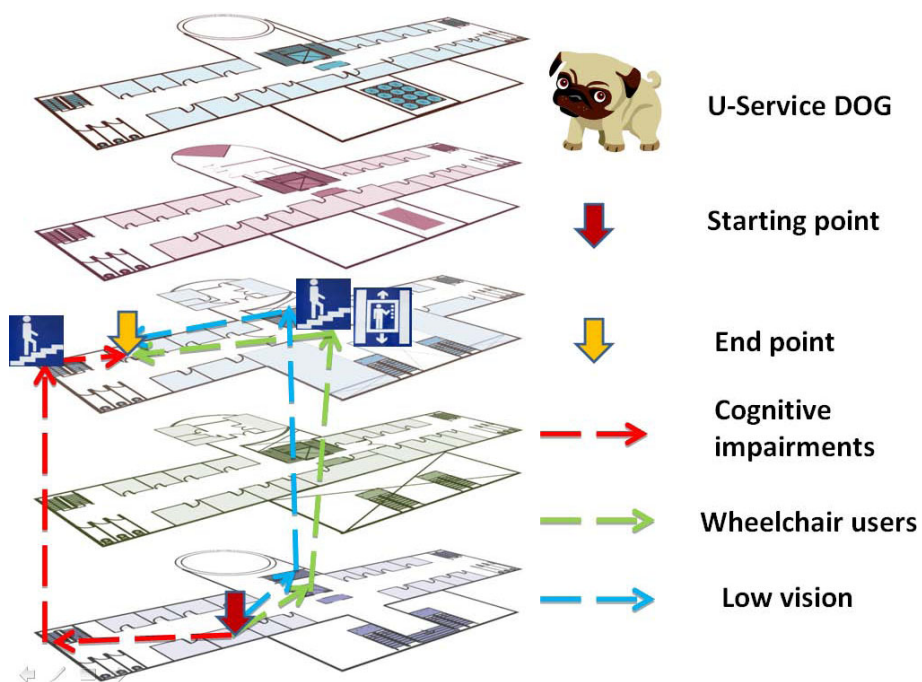 U-Service DOG
Starting point
End point
Cognitive
impairments
Wheelchair users
Low vision